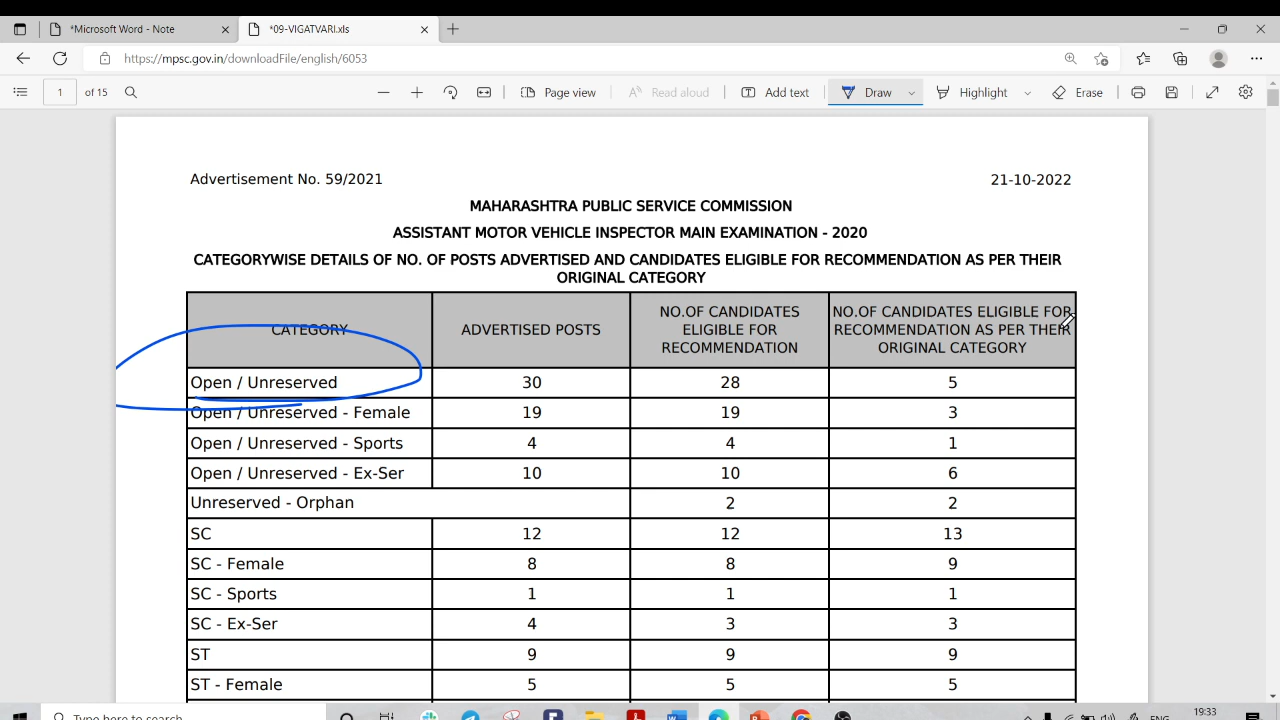 *Microsoft Word - Note
*09-VIGATVARI.xls
https://mpsc.gov.in/downloadFile/english/6053
1 of 15
Page view
Read aloud
Add text
Draw
Highlight
Erase
Advertisement No. 59/2021 21-10-2022
MAHARASHTRA PUBLIC SERVICE COMMISSION
ASSISTANT MOTOR VEHICLE INSPECTOR MAIN EXAMINATION - 2020
CATEGORYWISE DETAILS OF NO. OF POSTS ADVERTISED AND CANDIDATES ELIGIBLE FOR RECOMMENDATION AS PER THEIR
ORIGINAL CATEGORY
CATEGORY
ADVERTISED POSTS
NO.OF CANDIDATES
ELIGIBLE FOR
RECOMMENDATION
NO.OF CANDIDATES ELIGIBLE FOR
RECOMMENDATION AS PER THEIR
ORIGINAL CATEGORY
Open / Unreserved 30 28 5
Open / Unreserved - Female 19 19 3
Open / Unreserved - Sports 4 4 1
Open / Unreserved - Ex-Ser 10 10 6
Unreserved - Orphan 2 2
SC 12 12 13
SC - Female 8 8 9
SC - Sports 1 1 1
SC - Ex-Ser 4 3 3
ST 9 9 9
ST - Female 5 5 5
Type here to search
ENG
19:33